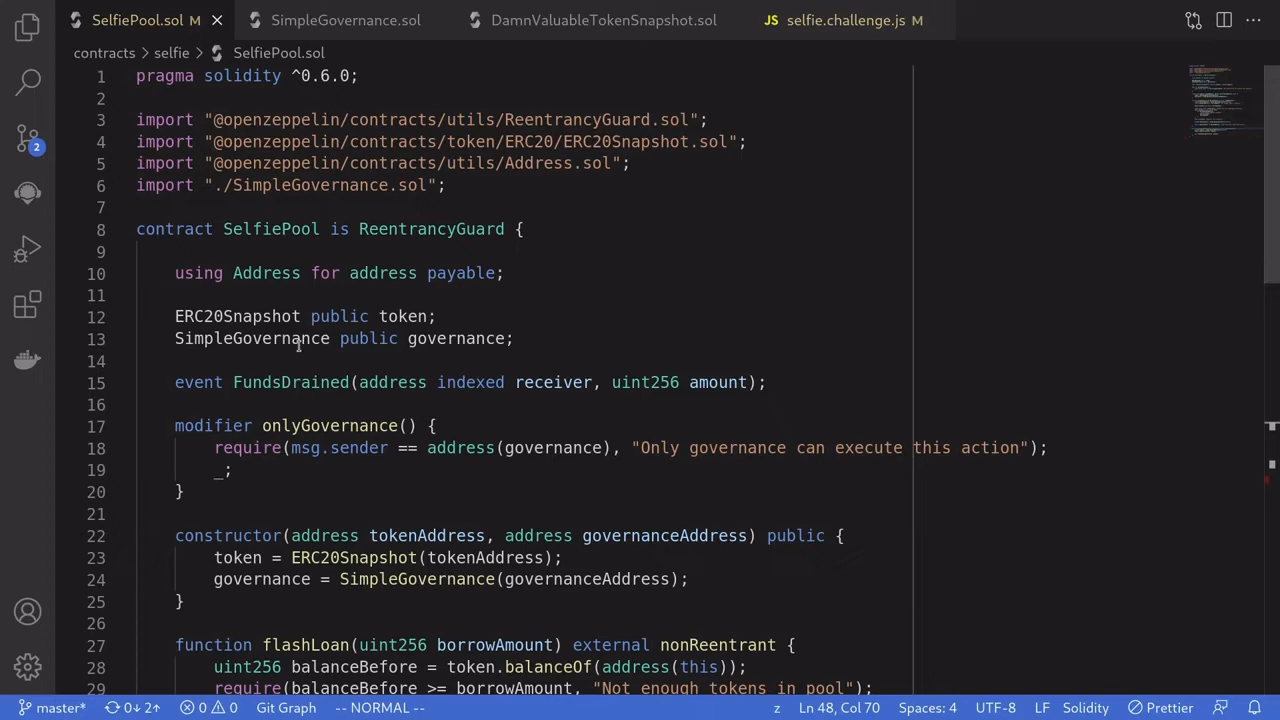 SelfiePool.sol M
SimpleGovernance.sol
DamnValuableTokenSnapshot.sol
JS selfie.challenge.js M
contracts > selfie > SelfiePool.sol
1 pragma solidity ^0.6.0;
2
3 import "@openzeppelin/contracts/utils/ReentrancyGuard.sol";
4 import "@openzeppelin/contracts/token/ERC20/ERC20Snapshot.sol";
5 import "@openzeppelin/contracts/utils/Address.sol";
6 import "./SimpleGovernance.sol";
7
8 contract SelfiePool is ReentrancyGuard {
9
10 using Address for address payable;
11
12 ERC20Snapshot public token;
13 SimpleGovernance public governance;
14
15 event FundsDrained(address indexed receiver, uint256 amount);
16
17 modifier onlyGovernance() {
18 require(msg.sender == address(governance), "Only governance can execute this action");
19 _;
20 }
21
22 constructor(address tokenAddress, address governanceAddress) public {
23 token = ERC20Snapshot(tokenAddress);
24 governance = SimpleGovernance(governanceAddress);
25 }
26
27 function flashLoan(uint256 borrowAmount) external nonReentrant {
28 uint256 balanceBefore = token.balanceOf(address(this));
29 require(balanceBefore >= borrowAmount, "Not enough tokens in pool");
2
master* 0↓ 2↑ 0 0 Git Graph -- NORMAL -- z Ln 48, Col 70 Spaces: 4 UTF-8 LF Solidity Prettier